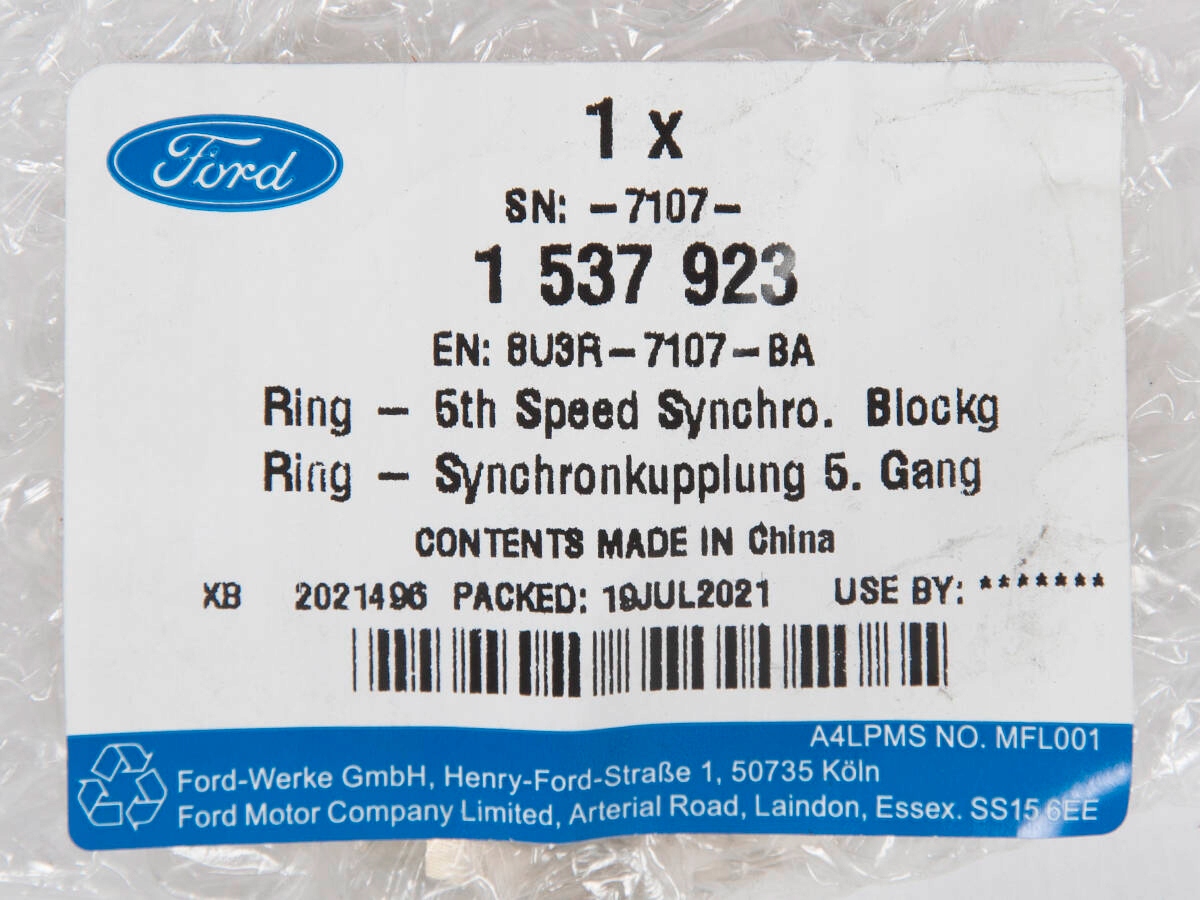 Ford
1 x
SN: -7107-
1 537 923
EN: 8U3R-7107-BA
Ring - 5th Speed Synchro. Blockg
Ring - Synchronkupplung 5. Gang
CONTENTS MADE IN China
XB 2021496 PACKED: 19JUL2021 USE BY: *******
A4LPMS NO. MFL001
Ford-Werke GmbH, Henry-Ford-Straße 1, 50735 Köln
Ford Motor Company Limited, Arterial Road, Laindon, Essex. SS15 6EE